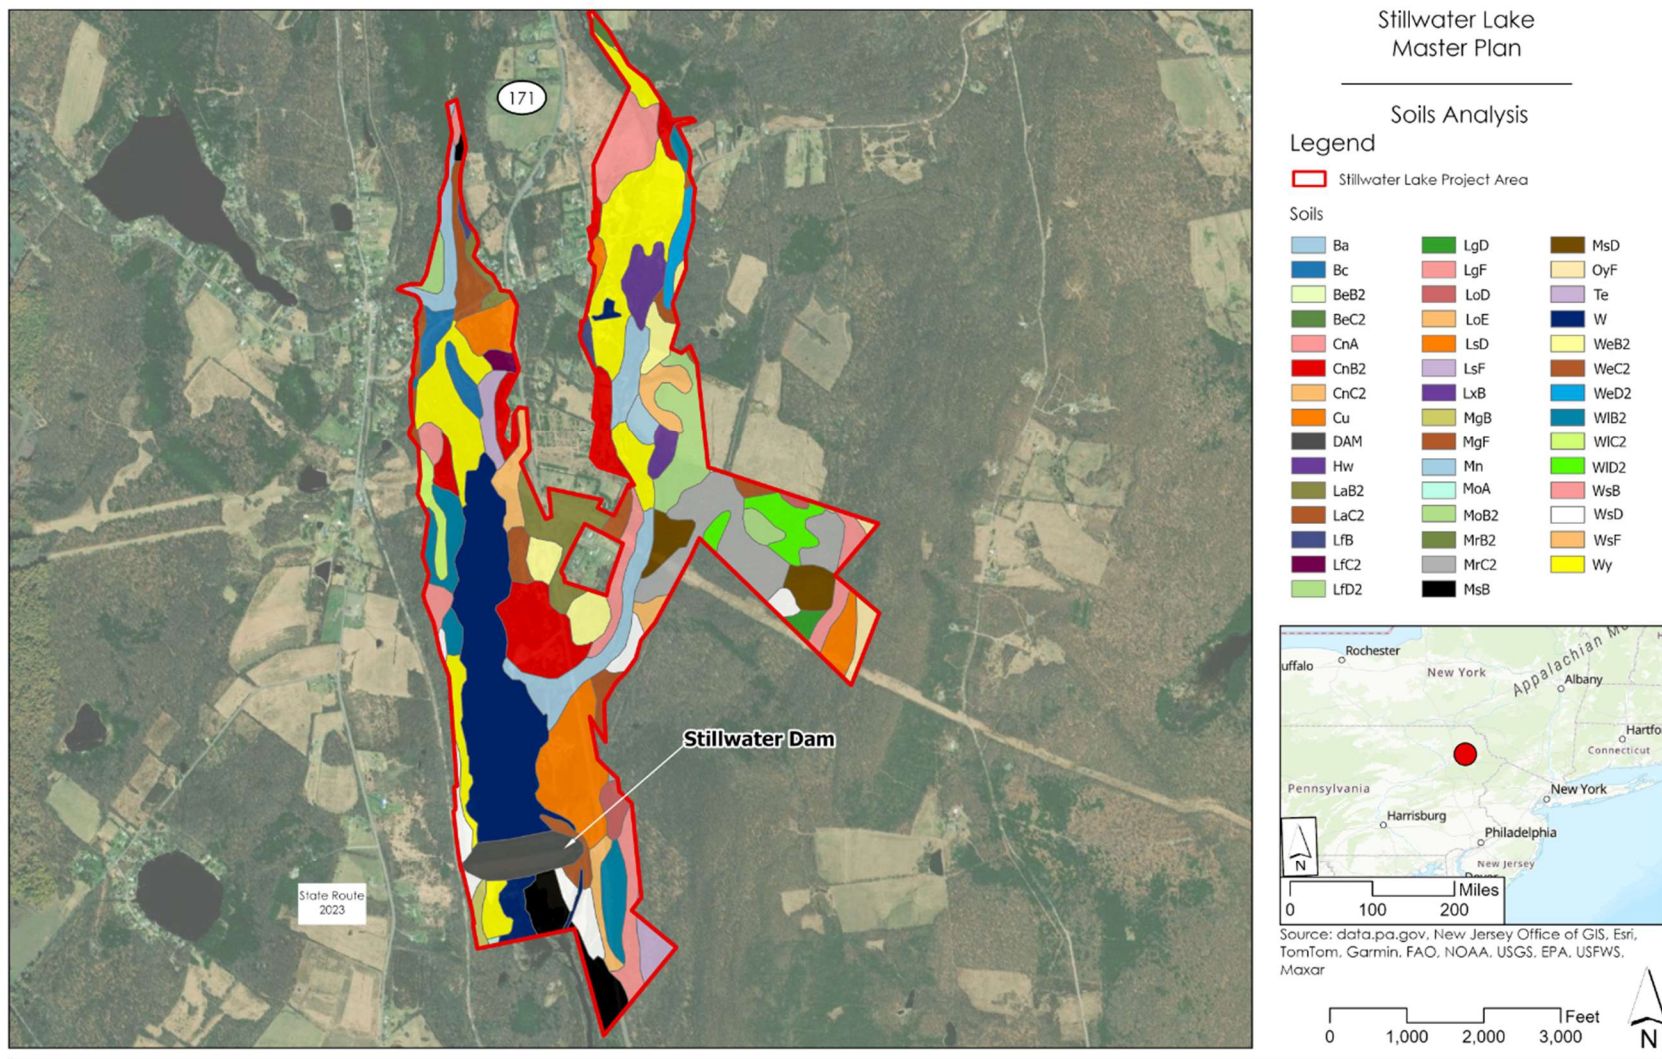 Stillwater Lake
Master Plan
Soils Analysis
Legend
Stillwater Lake Project Area
Soils
Ba
Bc
BeB2
BeC2
CnA
CnB2
CnC2
Cu
DAM
Hw
LaB2
LaC2
LfB
LfC2
LfD2
LgD
LgF
LoD
LoE
LsD
LsF
LxB
MgB
MgF
Mn
MoA
MoB2
MrB2
MrC2
MsB
MsD
OyF
Te
W
WeB2
WeC2
WeD2
WlB2
WlC2
WlD2
WsB
WsD
WsF
Wy
171
Stillwater Dam
State Route
2023
Rochester
uffalo
New York
Appalachian M
Albany
Hartfo
Connecticut
Pennsylvania
New York
Harrisburg
Philadelphia
New Jersey
N
Miles
0 100 200
Source: data.pa.gov, New Jersey Office of GIS, Esri,
TomTom, Garmin, FAO, NOAA, USGS, EPA, USFWS,
Maxar
Feet
0 1,000 2,000 3,000
N